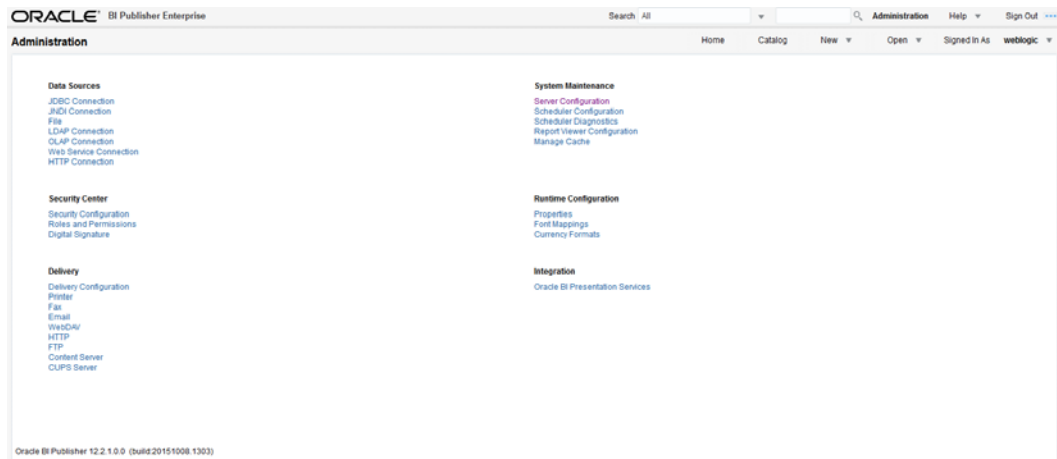 ORACLE® BI Publisher Enterprise
Search All
Administration Help Sign Out
Administration
Home Catalog New Open Signed In As weblogic
Data Sources
JDBC Connection
JNDI Connection
File
LDAP Connection
OLAP Connection
Web Service Connection
HTTP Connection
System Maintenance
Server Configuration
Scheduler Configuration
Scheduler Diagnostics
Report Viewer Configuration
Manage Cache
Security Center
Security Configuration
Roles and Permissions
Digital Signature
Runtime Configuration
Properties
Font Mappings
Currency Formats
Delivery
Delivery Configuration
Printer
Fax
Email
WebDAV
HTTP
FTP
Content Server
CUPS Server
Integration
Oracle BI Presentation Services
Oracle BI Publisher 12.2.1.0.0 (build:20151008.1303)